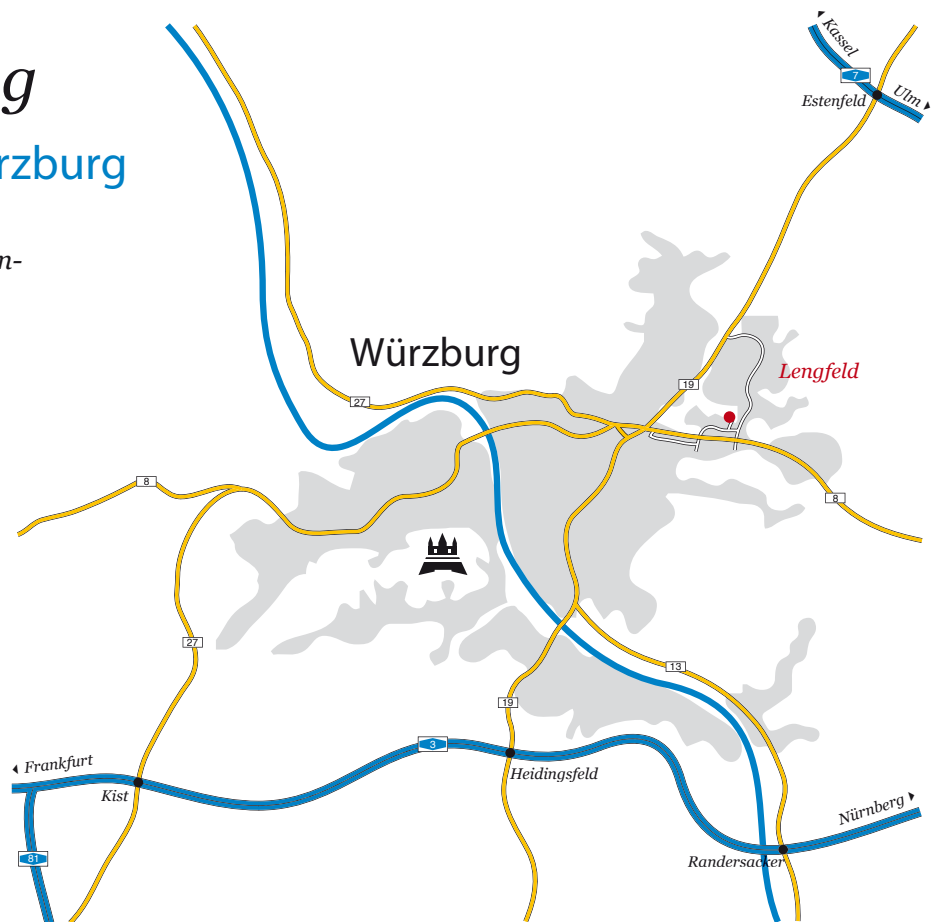 g
rzburg
n-
Kassel
7
Ulm
Estenfeld
Würzburg
Lengfeld
19
27
8
8
27
13
19
3
Frankfurt
Heidingsfeld
Kist
Nürnberg
81
Randersacker